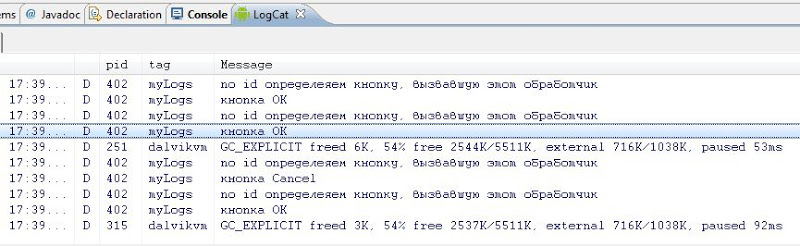 ems @ Javadoc Declaration Console LogCat
pid tag Message
17:39... D 402 myLogs по id определяем кнопку, вызвавшую этот обработчик
17:39... D 402 myLogs кнопка ОК
17:39... D 402 myLogs по id определяем кнопку, вызвавшую этот обработчик
17:39... D 402 myLogs кнопка ОК
17:39... D 251 dalvikvm GC_EXPLICIT freed 6K, 54% free 2544K/5511K, external 716K/1038K, paused 53ms
17:39... D 402 myLogs по id определяем кнопку, вызвавшую этот обработчик
17:39... D 402 myLogs кнопка Cancel
17:39... D 402 myLogs по id определяем кнопку, вызвавшую этот обработчик
17:39... D 402 myLogs кнопка ОК
17:39... D 315 dalvikvm GC_EXPLICIT freed 3K, 54% free 2537K/5511K, external 716K/1038K, paused 92ms